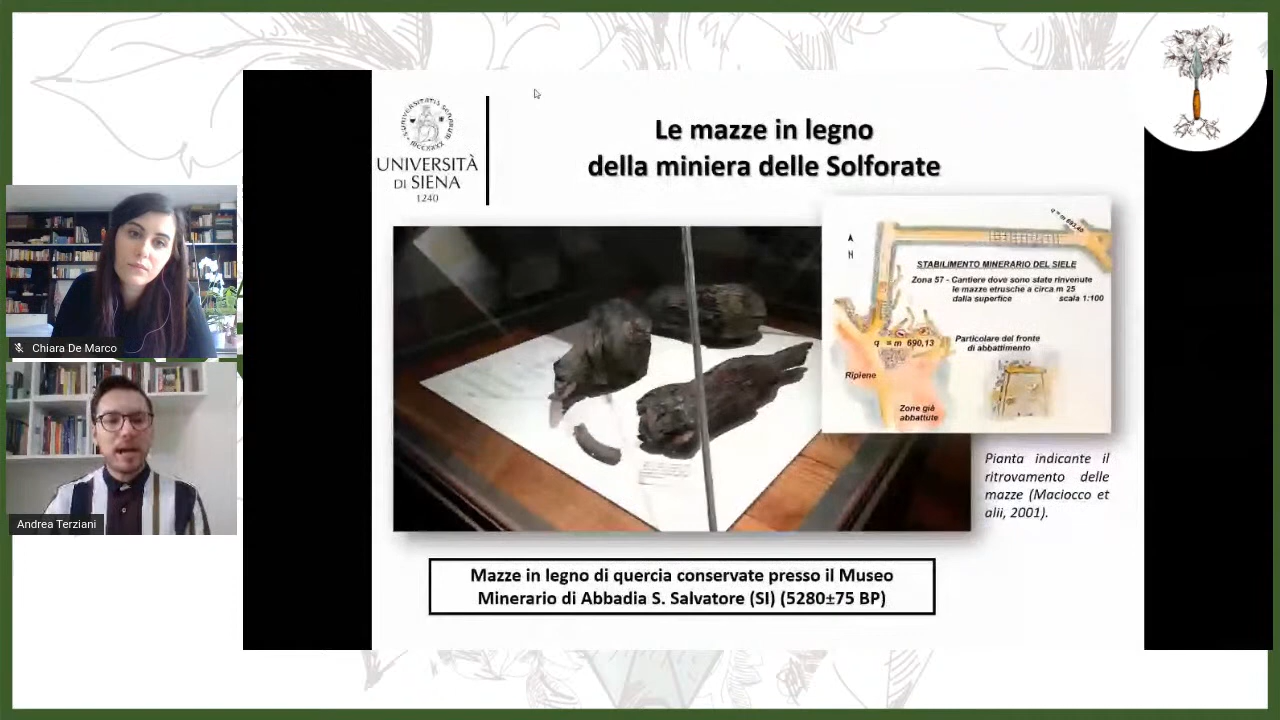 Le mazze in legno
della miniera delle Solforate
UNIVERSITÀ
DI SIENA
1240
q = m 693,40
N
STABILIMENTO MINERARIO DEL SIELE
Zona 57 - Cantiere dove sono state rinvenute
le mazze etrusche a circa m 25
dalla superfice scala 1:100
q = m 690,13
Particolare del fronte
di abbattimento
Ripiene
Zone già
abbattute
Pianta indicante il
ritrovamento delle
mazze (Maciocco et
alii, 2001).
Mazze in legno di quercia conservate presso il Museo
Minerario di Abbadia S. Salvatore (SI) (5280±75 BP)
Chiara De Marco
Andrea Terziani